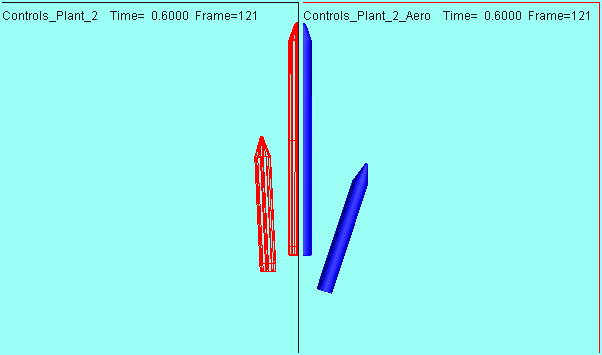 Controls_Plant_2 Time= 0.6000 Frame=121
Controls_Plant_2_Aero Time= 0.6000 Frame=121